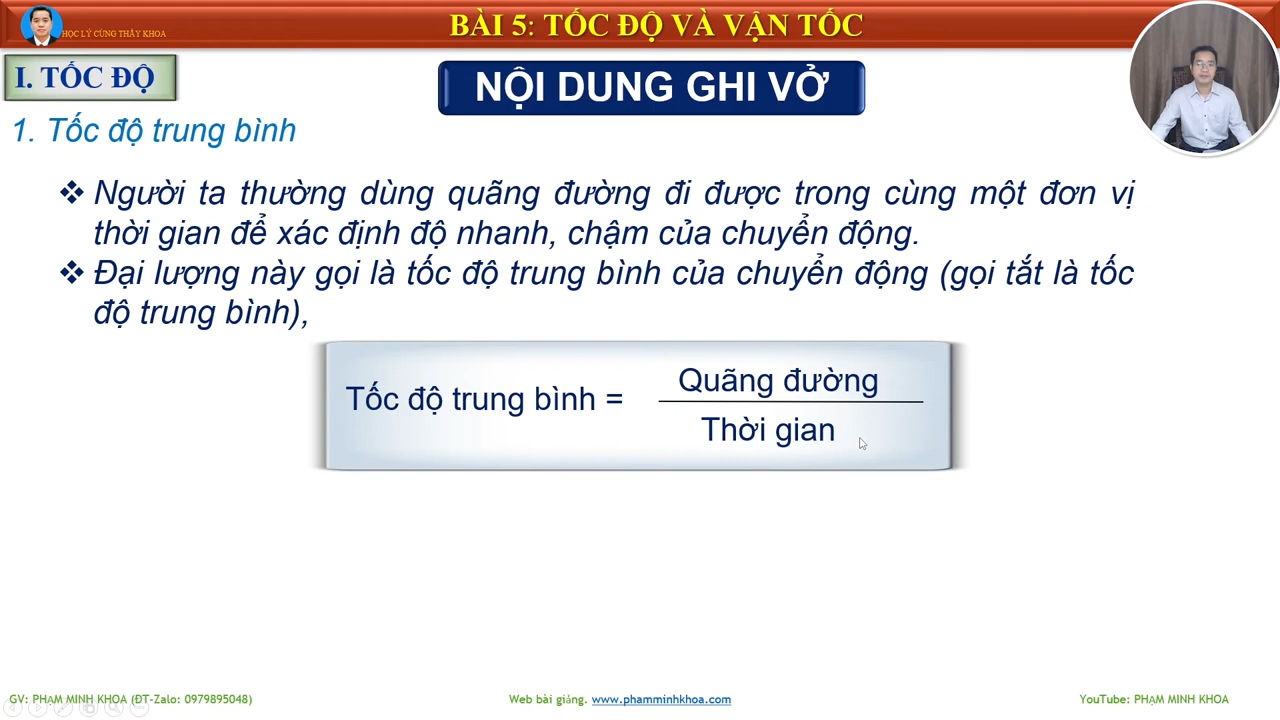 HỌC LÝ CÙNG THẦY KHOA
BÀI 5: TỐC ĐỘ VÀ VẬN TỐC
I. TỐC ĐỘ
NỘI DUNG GHI VỞ
1. Tốc độ trung bình
❖ Người ta thường dùng quãng đường đi được trong cùng một đơn vị
thời gian để xác định độ nhanh, chậm của chuyển động.
❖ Đại lượng này gọi là tốc độ trung bình của chuyển động (gọi tắt là tốc
độ trung bình),
Tốc độ trung bình =
Quãng đường
Thời gian
GV: PHẠM MINH KHOA (ĐT-Zalo: 0979895048)
Web bài giảng. www.phamminhkhoa.com
YouTube: PHẠM MINH KHOA